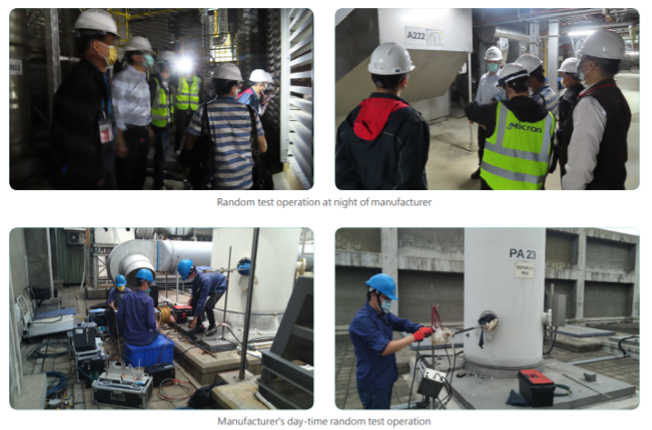 A222
Micron
Random test operation at night of manufacturer
PA 23
Manufacturer's day-time random test operation